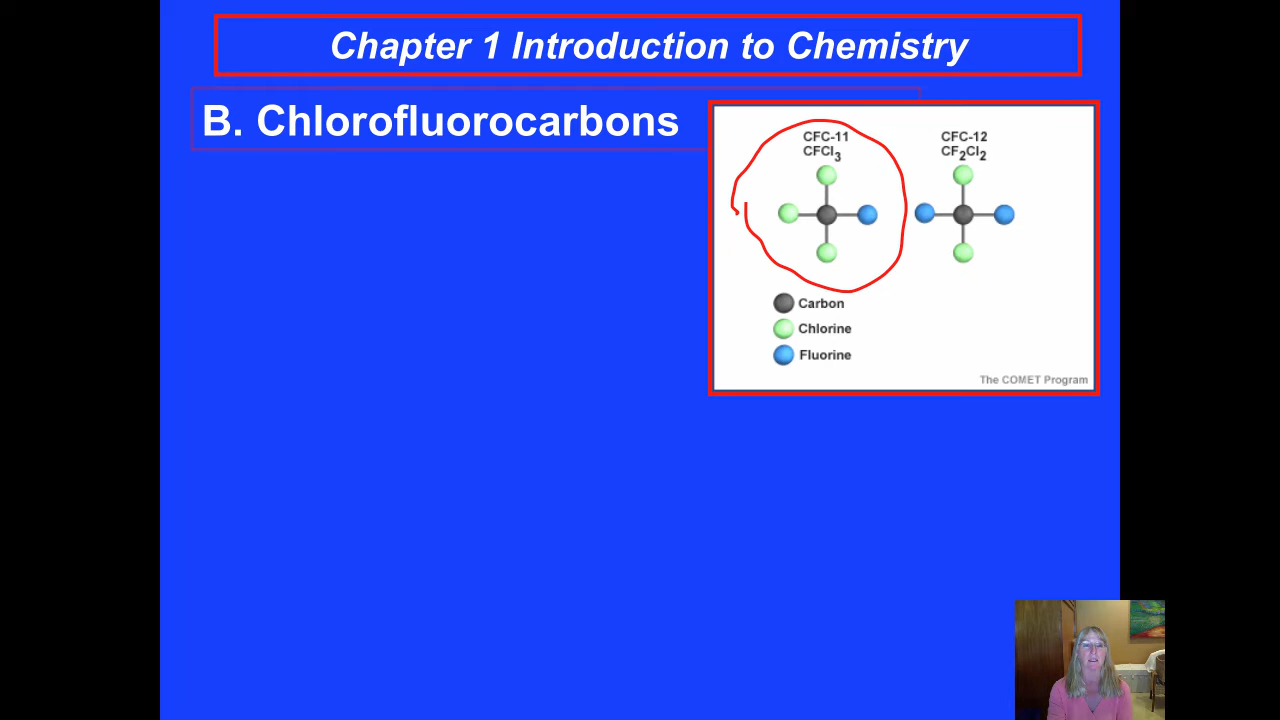 Chapter 1 Introduction to Chemistry
B. Chlorofluorocarbons
CFC-11
CFCl3
CFC-12
CF2Cl2
Carbon
Chlorine
Fluorine
The COMET Program